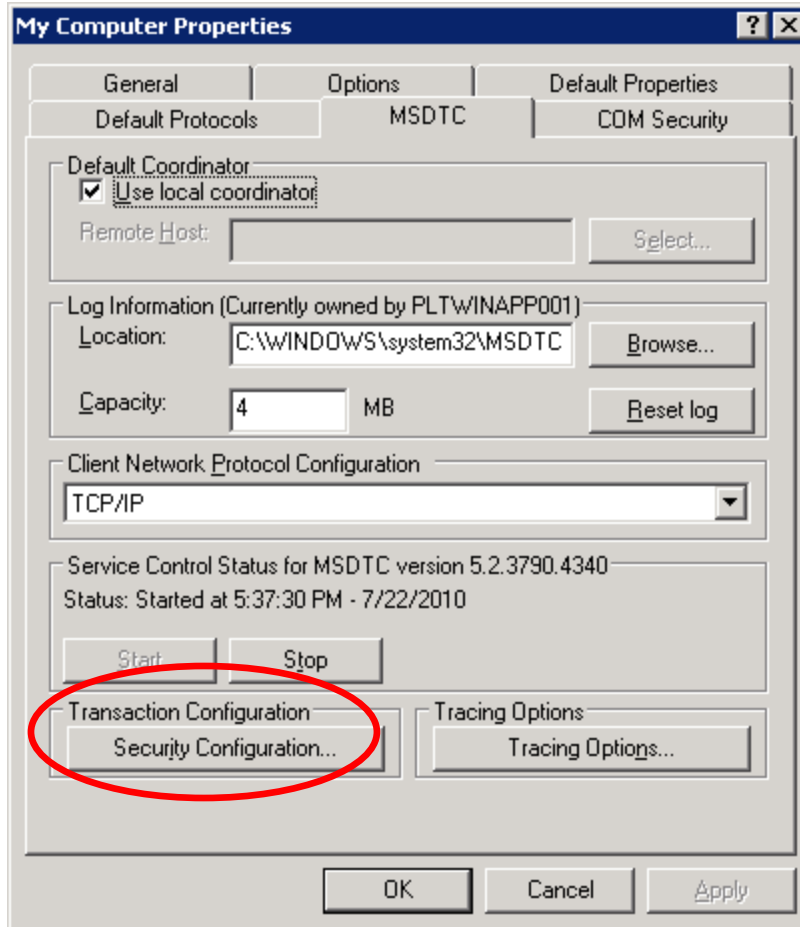 My Computer Properties
General Options Default Properties
Default Protocols MSDTC COM Security
Default Coordinator
Use local coordinator
Remote Host: Select...
Log Information (Currently owned by PLTWINAPP001)
Location: C:\WINDOWS\system32\MSDTC Browse...
Capacity: 4 MB Reset log
Client Network Protocol Configuration
TCP/IP
Service Control Status for MSDTC version 5.2.3790.4340
Status: Started at 5:37:30 PM - 7/22/2010
Start Stop
Transaction Configuration Tracing Options
Security Configuration... Tracing Options...
OK Cancel Apply